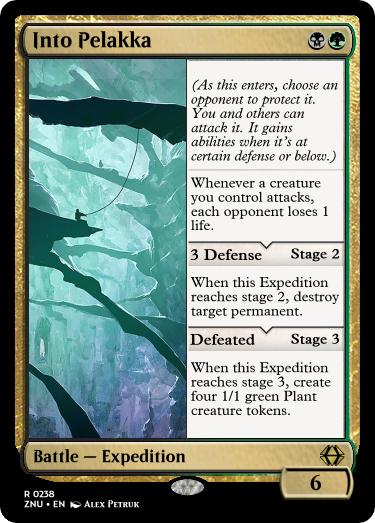 Into Pelakka
(As this enters, choose an
opponent to protect it.
You and others can
attack it. It gains
abilities when it's at
certain defense or below.)
Whenever a creature
you control attacks,
each opponent loses 1
life.
3 Defense Stage 2
When this Expedition
reaches stage 2, destroy
target permanent.
Defeated Stage 3
When this Expedition
reaches stage 3, create
four 1/1 green Plant
creature tokens.
Battle — Expedition
6
R 0238
ZNU • EN Alex Petruk